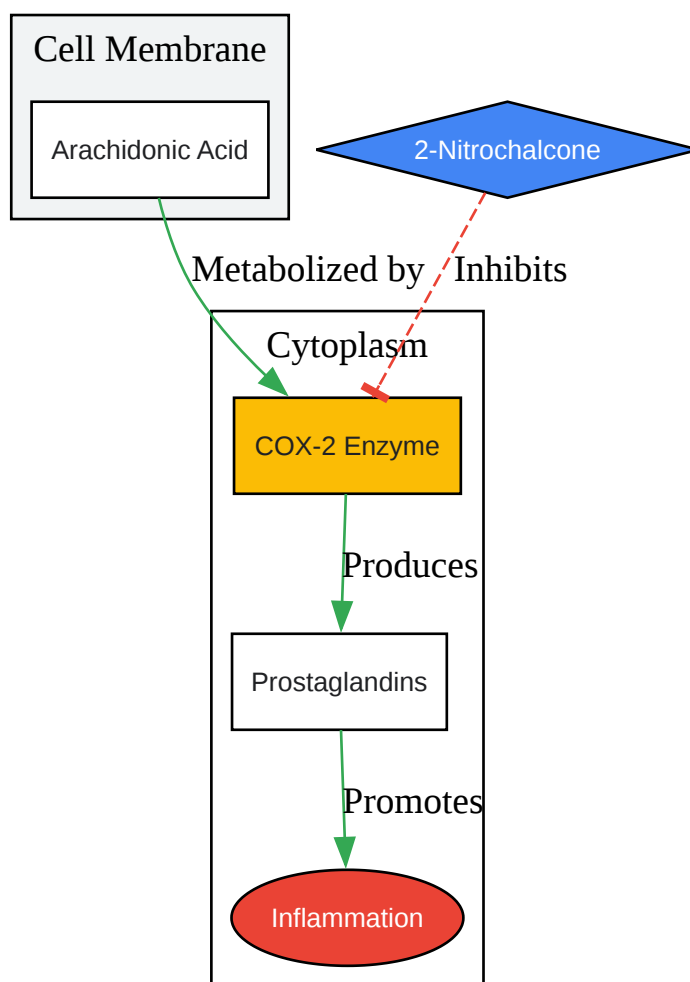 Cell Membrane
Arachidonic Acid
2-Nitrochalcone
Metabolized by
Inhibits
Cytoplasm
COX-2 Enzyme
Produces
Prostaglandins
Promotes
Inflammation